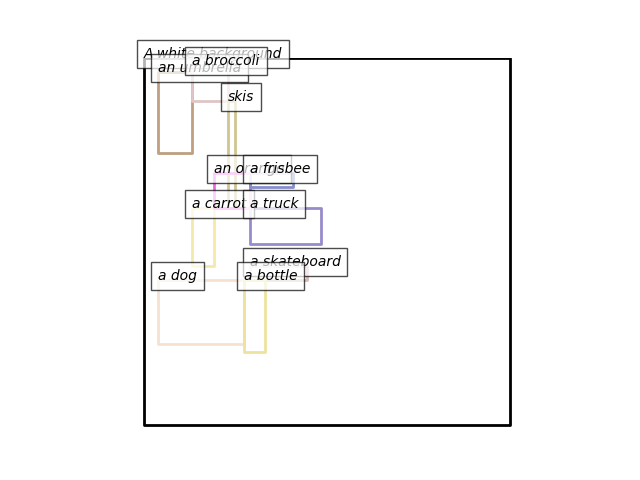 A white background
an umbrella
a broccoli
skis
an orange
a frisbee
a carrot
a truck
a skateboard
a dog
a bottle